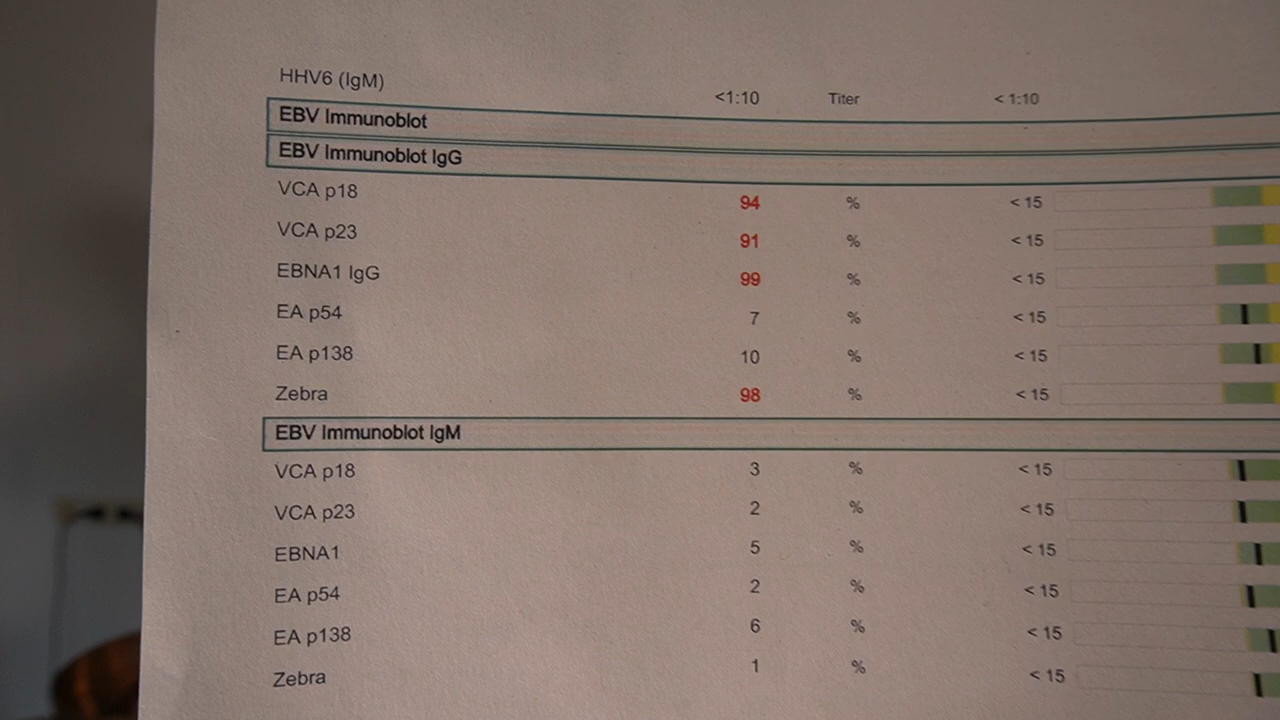 HHV6 (IgM) <1:10 Titer < 1:10
EBV Immunoblot
EBV Immunoblot IgG
VCA p18 94 % < 15
VCA p23 91 % < 15
EBNA1 IgG 99 % < 15
EA p54 7 % < 15
EA p138 10 % < 15
Zebra 98 % < 15
EBV Immunoblot IgM
VCA p18 3 % < 15
VCA p23 2 % < 15
EBNA1 5 % < 15
EA p54 2 % < 15
EA p138 6 % < 15
Zebra 1 % < 15